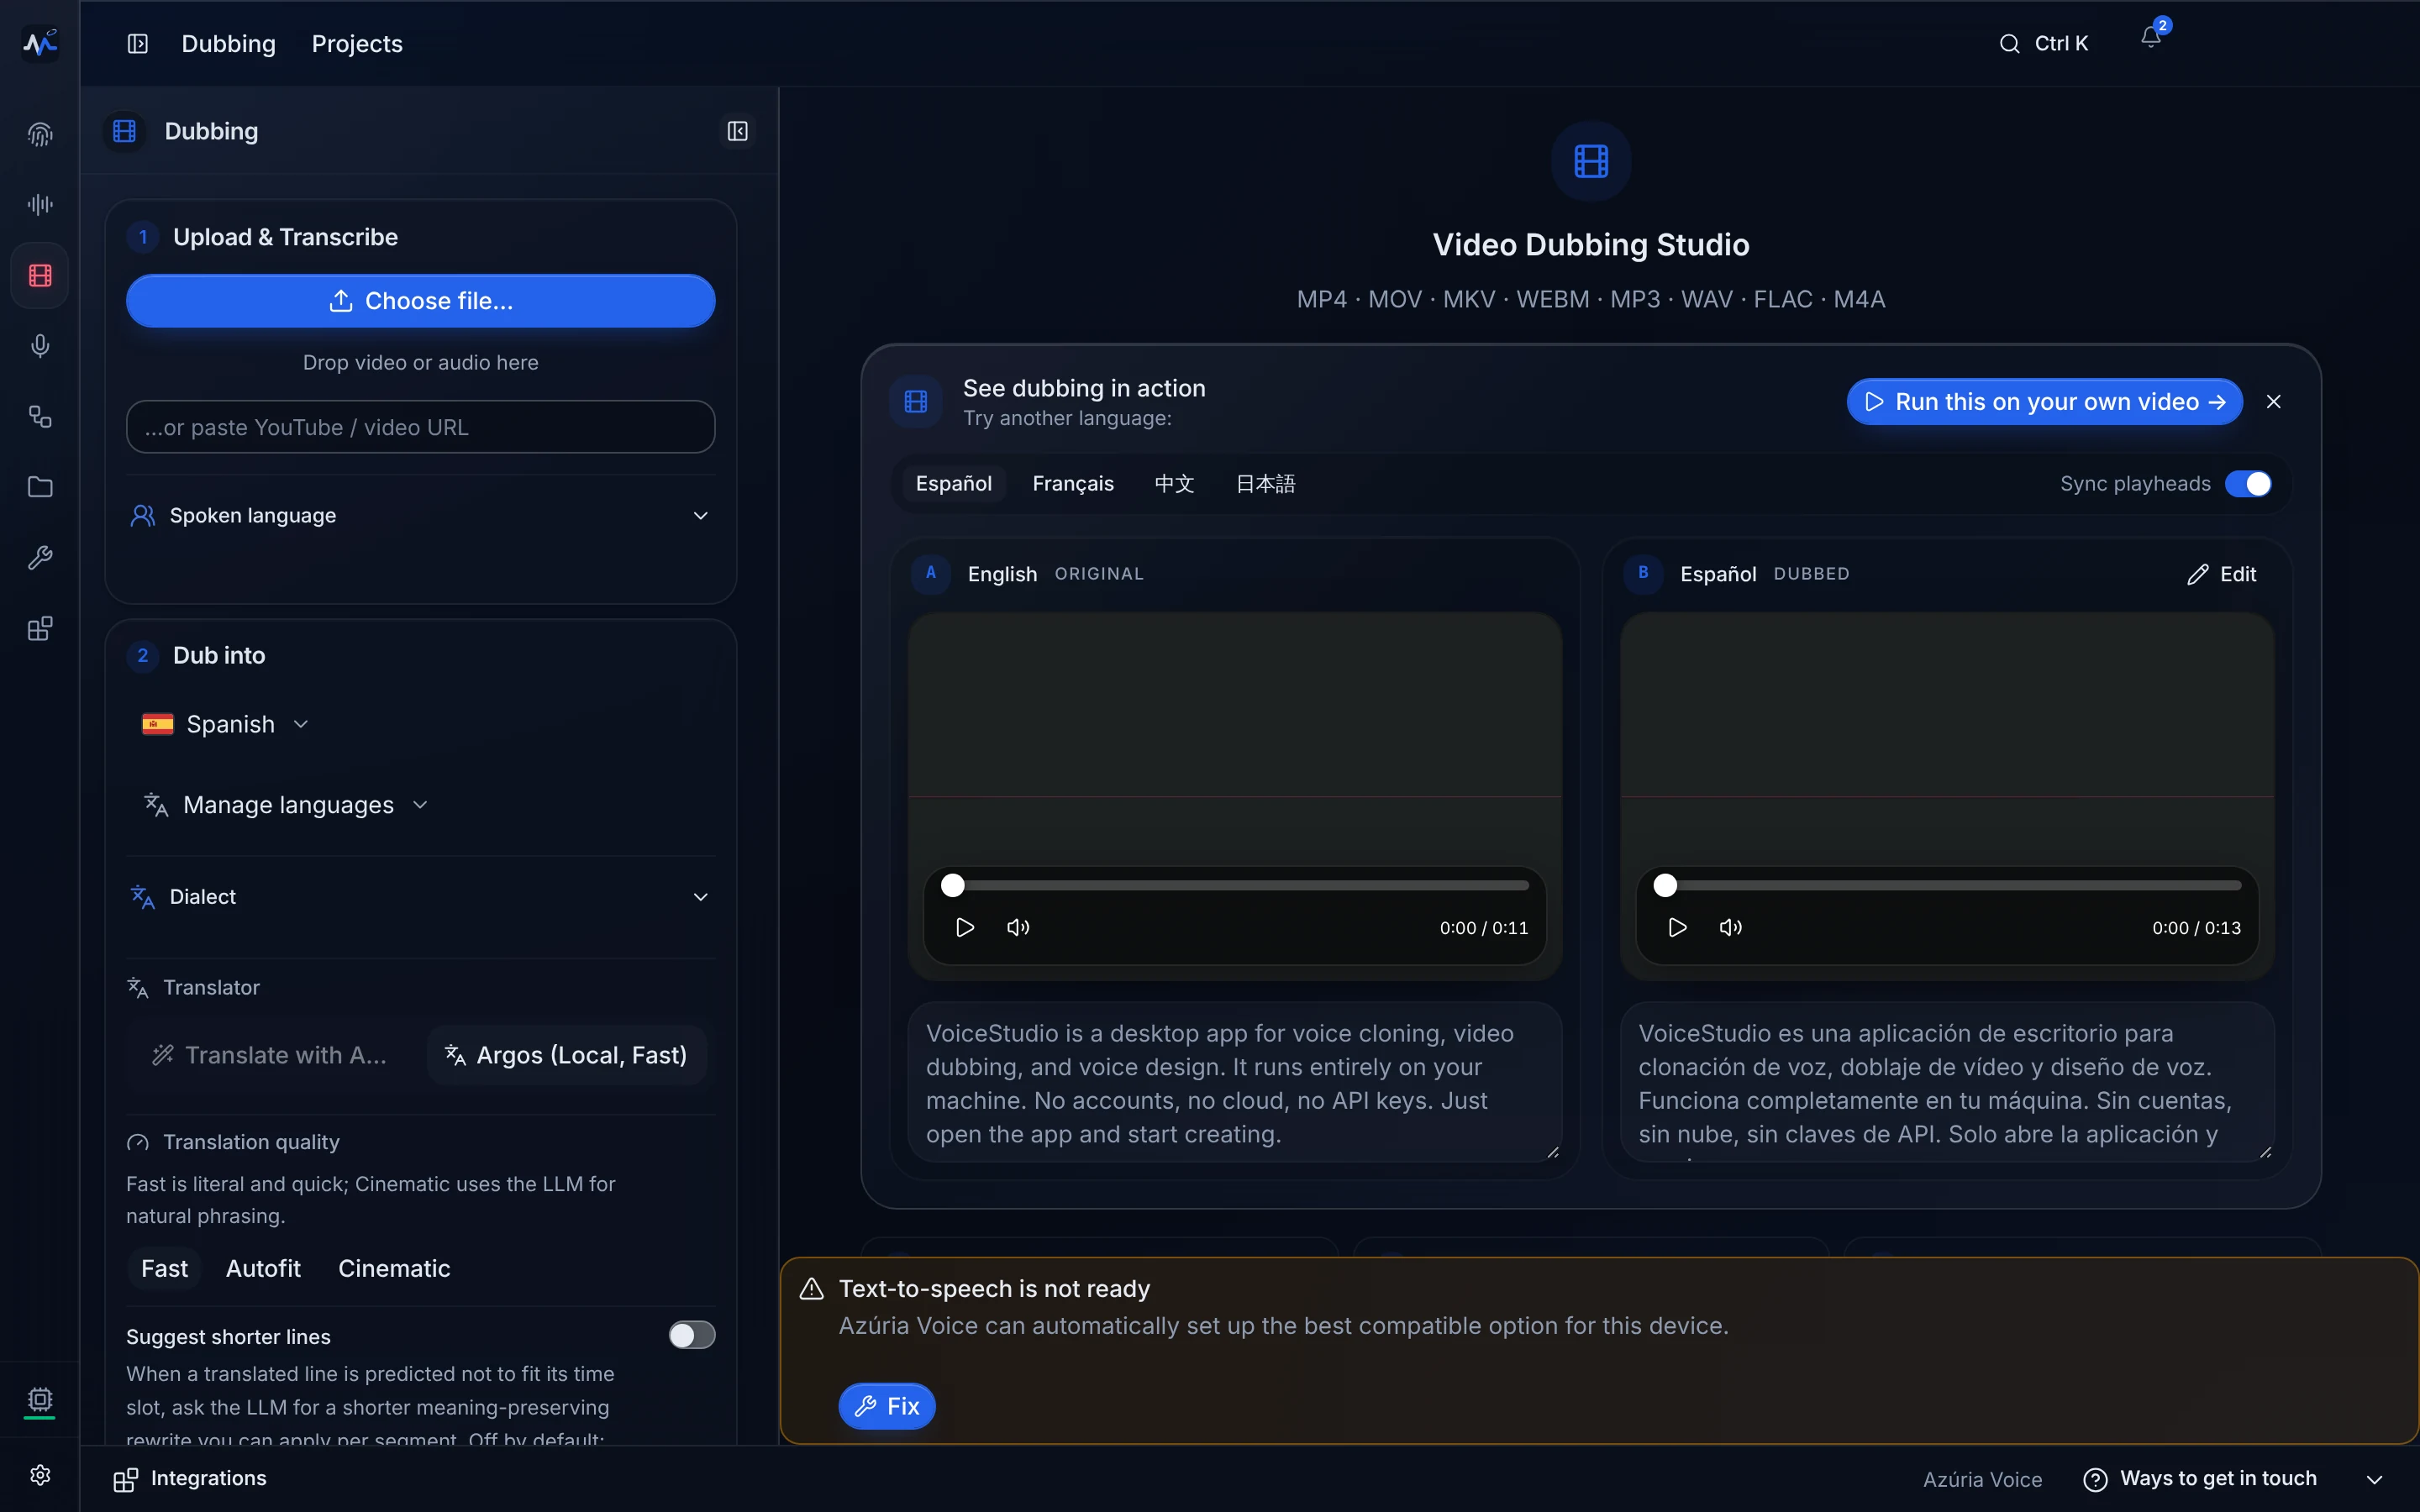 Dubbing
Projects
Ctrl K
2
Dubbing
1 Upload & Transcribe
Choose file...
Drop video or audio here
...or paste YouTube / video URL
Spoken language
2 Dub into
Spanish
Manage languages
Dialect
Translator
Translate with A...
Argos (Local, Fast)
Translation quality
Fast is literal and quick; Cinematic uses the LLM for
natural phrasing.
Fast
Autofit
Cinematic
Suggest shorter lines
When a translated line is predicted not to fit its time
slot, ask the LLM for a shorter meaning-preserving
rewrite you can apply per segment. Off by default;
Video Dubbing Studio
MP4 · MOV · MKV · WEBM · MP3 · WAV · FLAC · M4A
See dubbing in action
Try another language:
Run this on your own video →
Español
Français
中文
日本語
Sync playheads
A English ORIGINAL
0:00 / 0:11
VoiceStudio is a desktop app for voice cloning, video
dubbing, and voice design. It runs entirely on your
machine. No accounts, no cloud, no API keys. Just
open the app and start creating.
B Español DUBBED
Edit
0:00 / 0:13
VoiceStudio es una aplicación de escritorio para
clonación de voz, doblaje de vídeo y diseño de voz.
Funciona completamente en tu máquina. Sin cuentas,
sin nube, sin claves de API. Solo abre la aplicación y
Text-to-speech is not ready
Azúria Voice can automatically set up the best compatible option for this device.
Fix
Integrations
Azúria Voice
Ways to get in touch